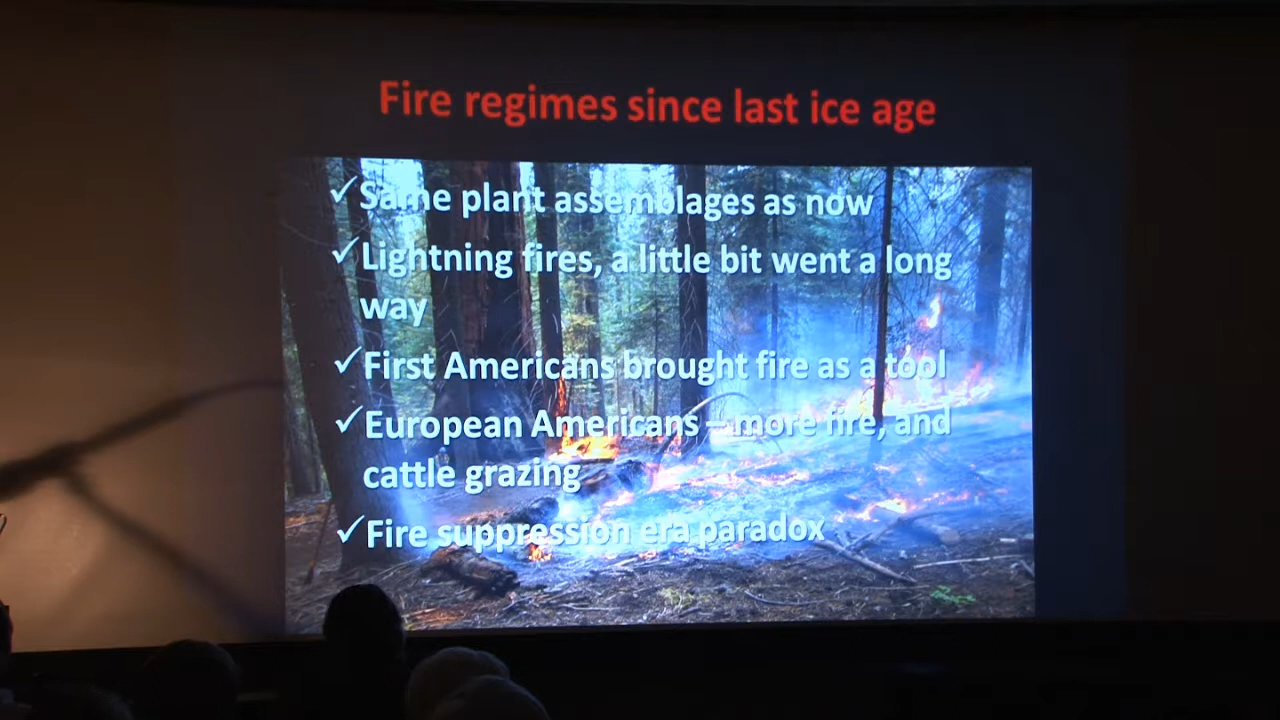 Fire regimes since last ice age
✓Same plant assemblages as now
✓Lightning fires, a little bit went a long
way
✓First Americans brought fire as a tool
✓European Americans – more fire, and
cattle grazing
✓Fire suppression era paradox